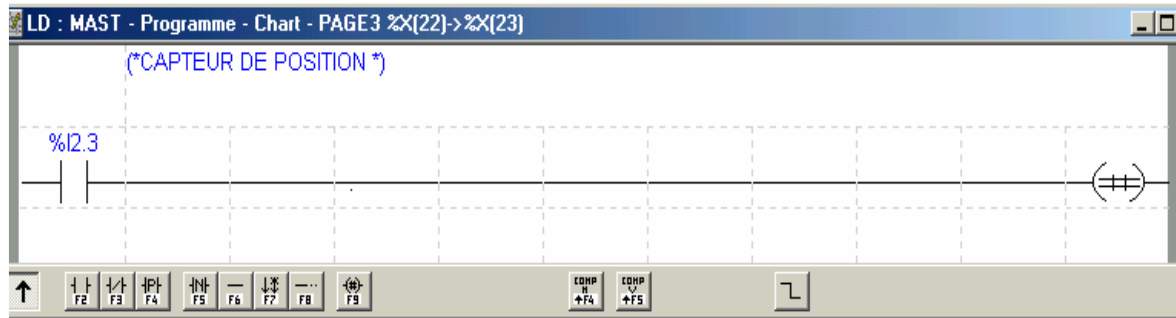 LD : MAST - Programme - Chart - PAGE3 %X(22)->%X(23)
(*CAPTEUR DE POSITION *)
%I2.3
F2 F3 F4 F5 F6 F7 F8 F9 COMP H ↑F4 COMP V ↑F5